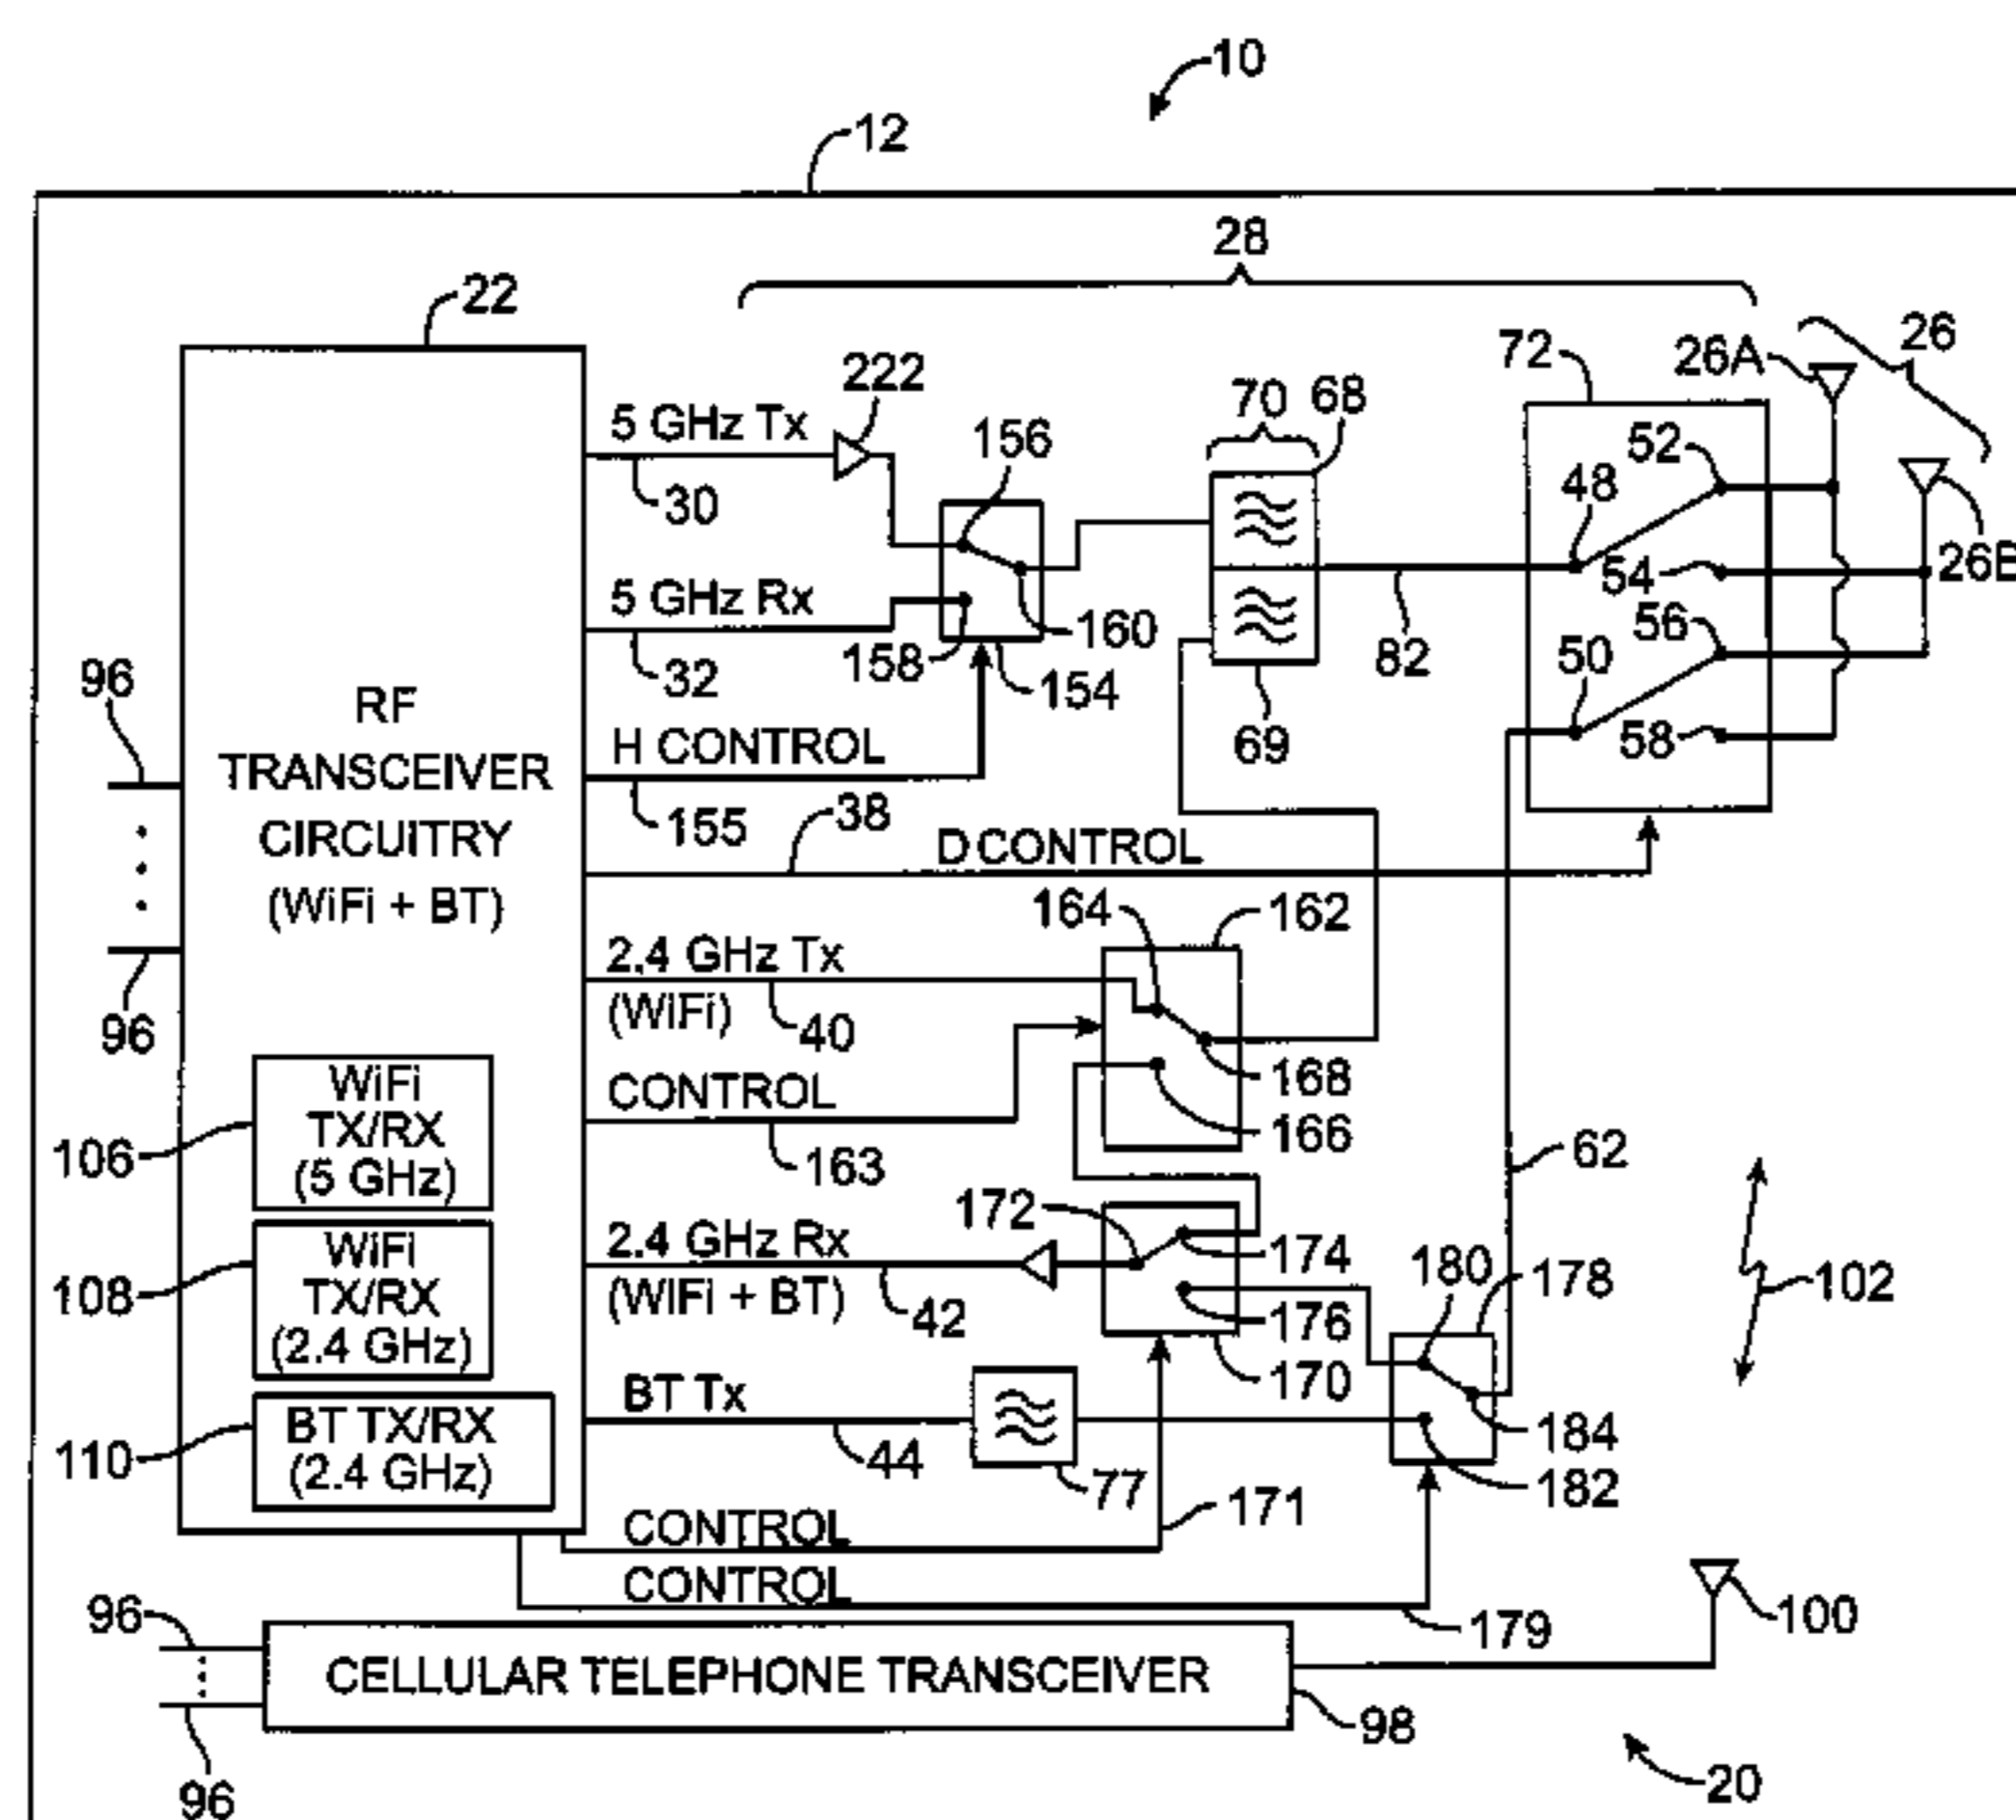 10
12
28
22
26
72
26A
222
70
68
5 GHz Tx
156
52
48
30
26B
54
5 GHz Rx
160
56
158
82
50
96
32
154
RF
TRANSCEIVER
CIRCUITRY
(WiFi + BT)
H CONTROL
69
58
155
38
D CONTROL
164
162
2.4 GHz Tx
(WiFi)
40
96
168
CONTROL
166
WiFi
TX/RX
(5 GHz)
106
163
62
172
2.4 GHz Rx
(WiFi + BT)
174
180
178
WiFi
TX/RX
(2.4 GHz)
108
42
176
102
BT Tx
170
BT TX/RX
(2.4 GHz)
110
44
77
184
182
171
CONTROL
CONTROL
96
100
179
CELLULAR TELEPHONE TRANSCEIVER
98
96
20